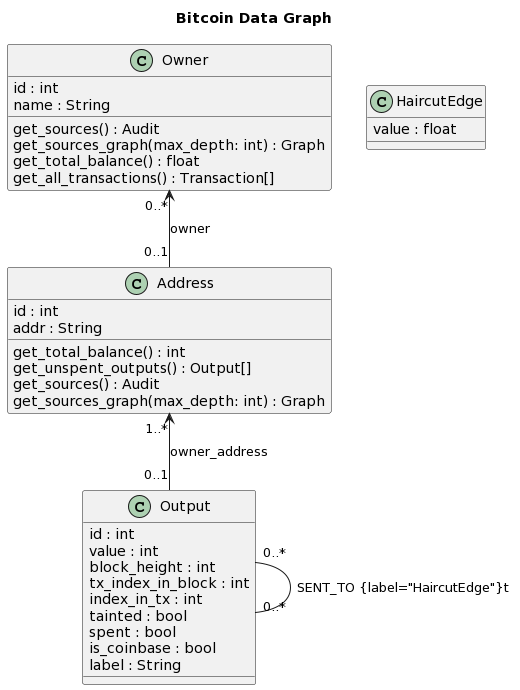 Bitcoin Data Graph
C Owner
id : int
name : String
get_sources() : Audit
get_sources_graph(max_depth: int) : Graph
get_total_balance() : float
get_all_transactions() : Transaction[]
C HaircutEdge
value : float
0..*
owner
0..1
C Address
id : int
addr : String
get_total_balance() : int
get_unspent_outputs() : Output[]
get_sources() : Audit
get_sources_graph(max_depth: int) : Graph
1..*
owner_address
0..1
C Output
id : int
value : int
block_height : int
tx_index_in_block : int
index_in_tx : int
tainted : bool
spent : bool
is_coinbase : bool
label : String
0..*
SENT_TO {label="HaircutEdge"}t
0..*